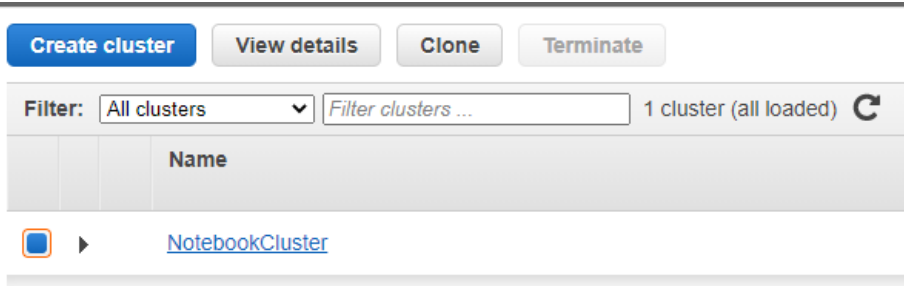 Create cluster View details Clone Terminate
Filter: All clusters Filter clusters ... 1 cluster (all loaded)
Name
NotebookCluster